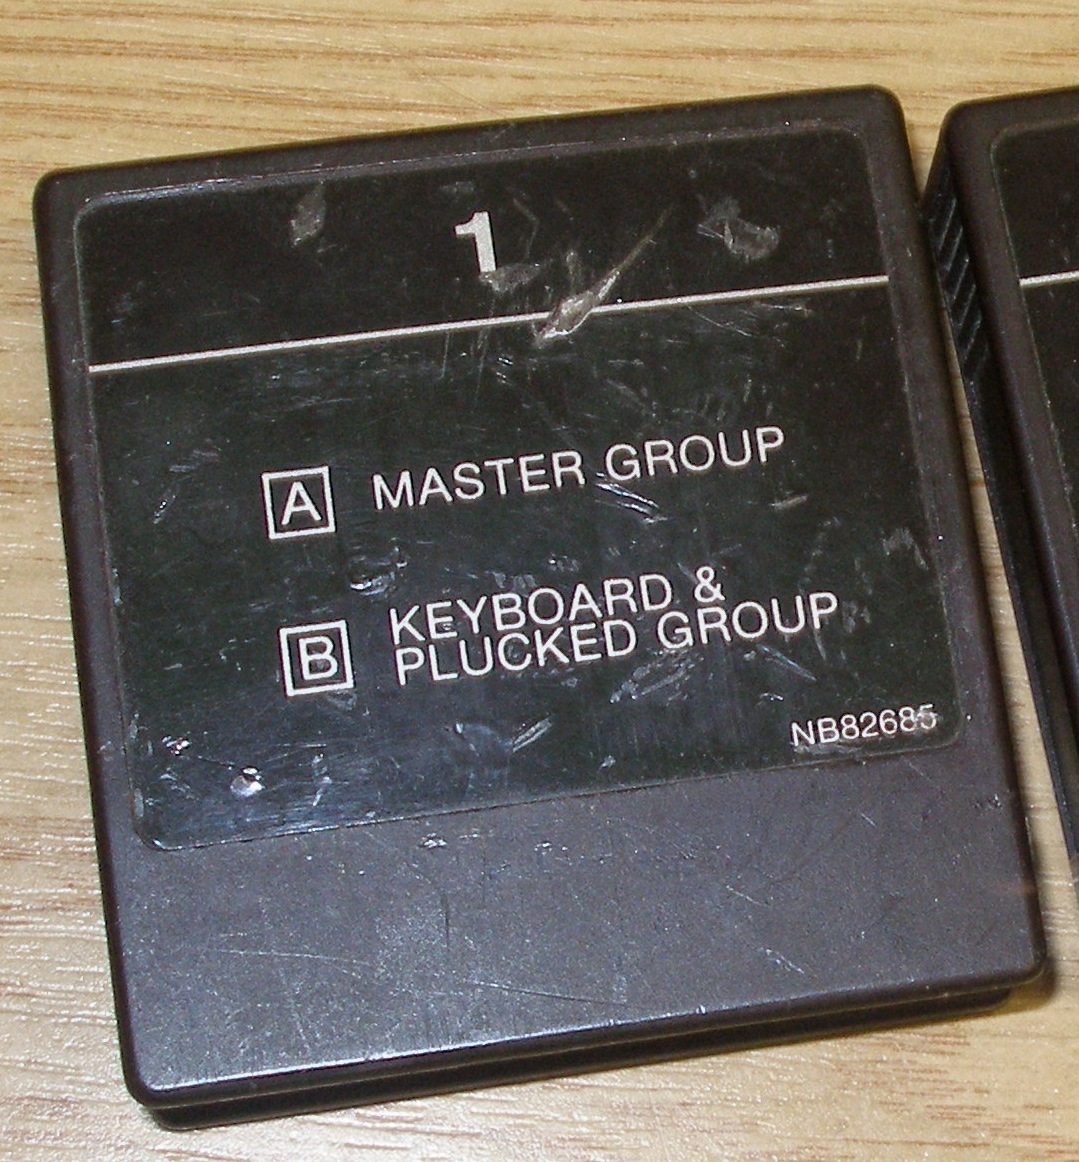 1
A MASTER GROUP
B KEYBOARD &
PLUCKED GROUP
NB82685